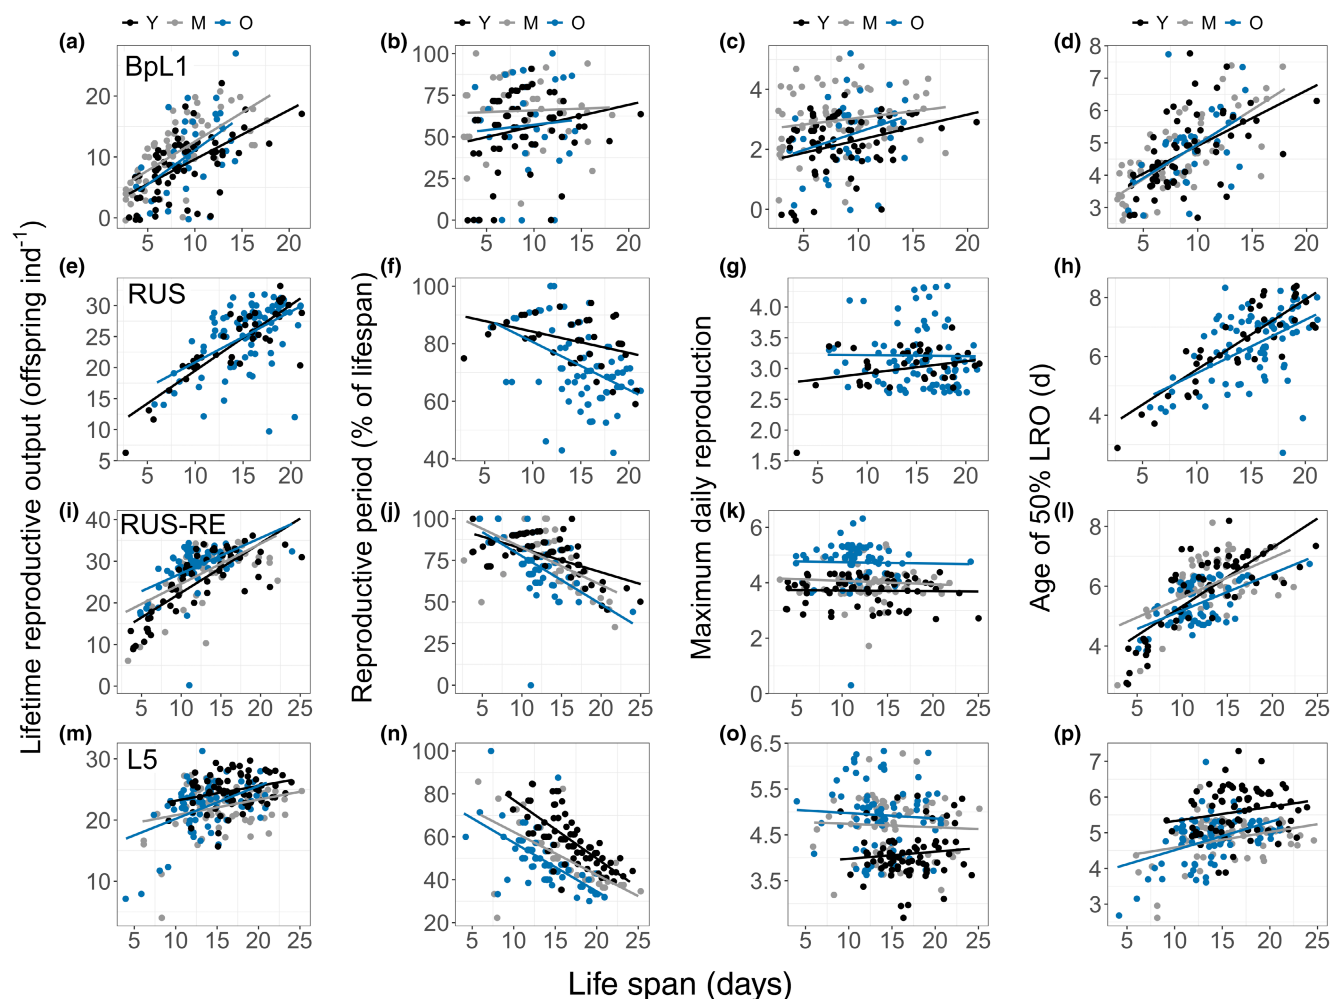 Y M O
Y M O
Y M O
Y M O
(a)
(b)
(c)
(d)
BpL1
20
10
0
5 10 15 20
100
75
50
25
0
5 10 15 20
4
2
0
5 10 15 20
8
7
6
5
4
3
5 10 15 20
(e)
(f)
(g)
(h)
RUS
30
25
20
15
10
5
5 10 15 20
100
80
60
40
5 10 15 20
4.0
3.5
3.0
2.5
2.0
1.5
5 10 15 20
8
6
4
5 10 15 20
(i)
(j)
(k)
(l)
RUS-RE
40
30
20
10
0
5 10 15 20 25
100
75
50
25
0
5 10 15 20 25
6
4
2
0
5 10 15 20 25
8
6
4
5 10 15 20 25
(m)
(n)
(o)
(p)
L5
30
20
10
5 10 15 20 25
100
80
60
40
20
5 10 15 20 25
6.5
5.5
4.5
3.5
5 10 15 20 25
7
6
5
4
3
5 10 15 20 25
Lifetime reproductive output (offspring ind⁻¹)
Reproductive period (% of lifespan)
Maximum daily reproduction
Age of 50% LRO (d)
Life span (days)